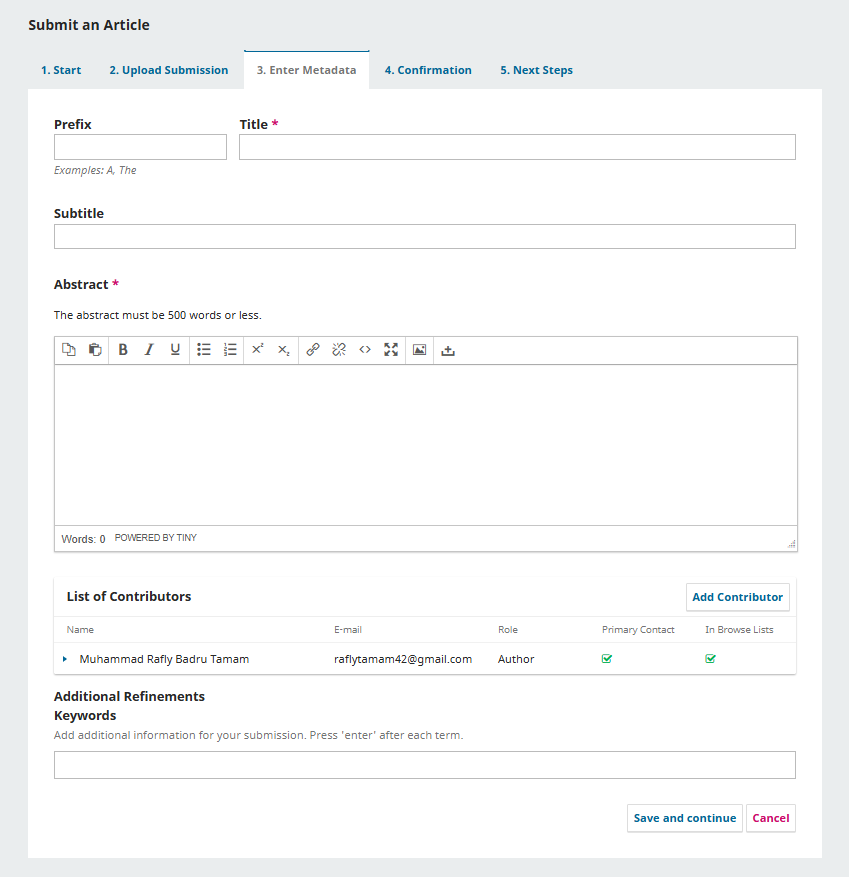 Submit an Article
1. Start 2. Upload Submission 3. Enter Metadata 4. Confirmation 5. Next Steps
Prefix Title *
Examples: A, The
Subtitle
Abstract *
The abstract must be 500 words or less.
Words: 0 POWERED BY TINY
List of Contributors Add Contributor
Name E-mail Role Primary Contact In Browse Lists
Muhammad Rafly Badru Tamam raflytamam42@gmail.com Author
Additional Refinements
Keywords
Add additional information for your submission. Press 'enter' after each term.
Save and continue Cancel